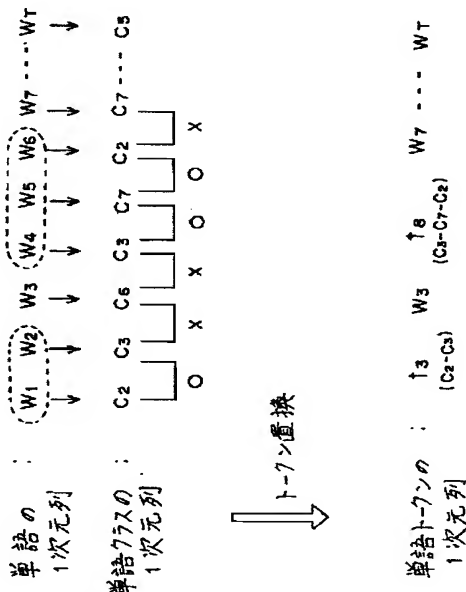 単語の
1次元列
:
W1 W2 W3 W4 W5 W6 W7 ---- WT
単語クラスの
1次元列
:
C2 C3 C6 C3 C7 C2 C7 ---- C5
O X X O O X
トークン置換
単語トークンの
1次元列
:
↑3 W3 ↑8 W7 --- WT
(C2-C3) (C3-C7-C2)